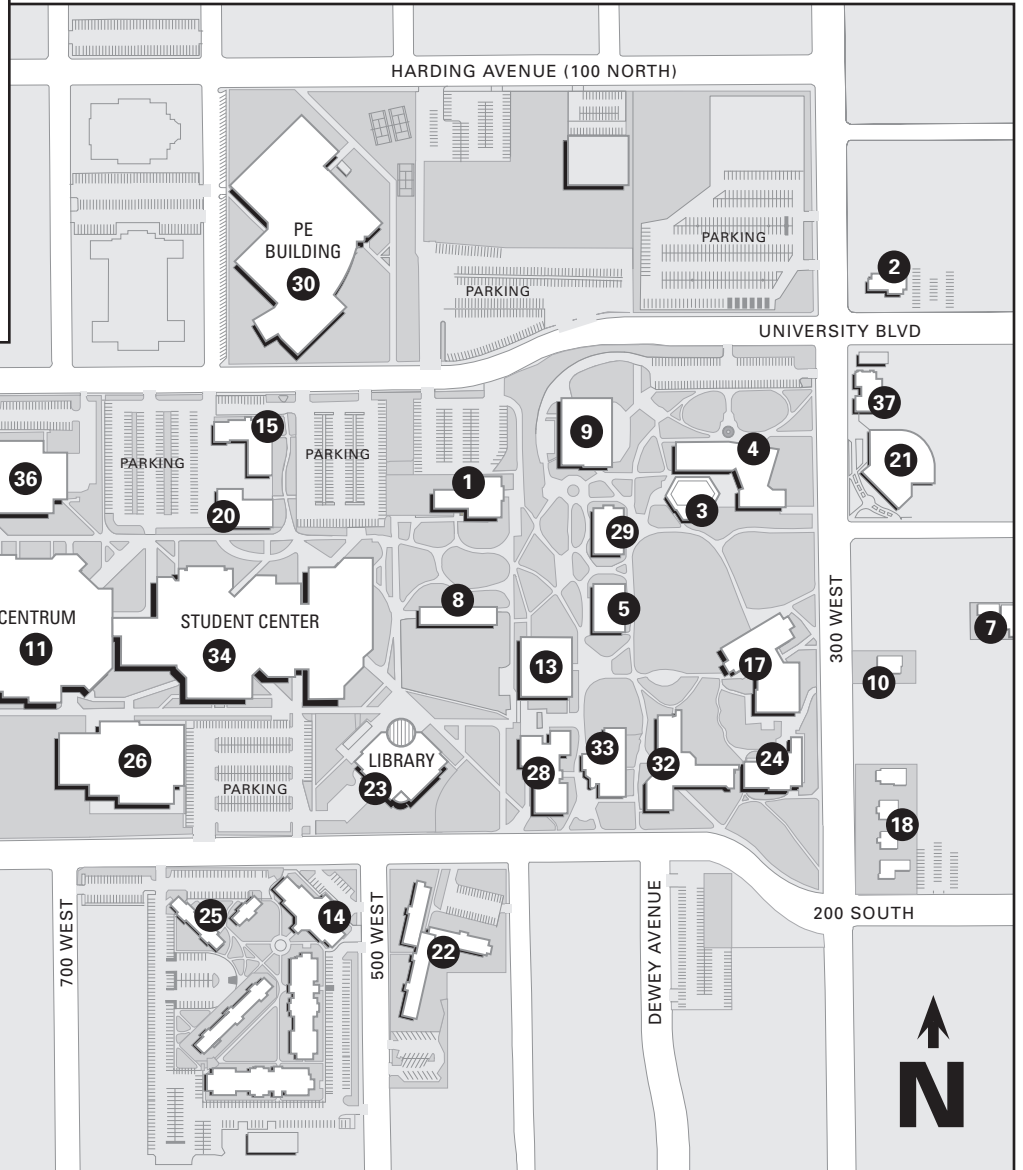 HARDING AVENUE (100 NORTH)
PE
BUILDING
30
PARKING
2
PARKING
UNIVERSITY BLVD
37
15
9
4
21
PARKING
PARKING
36
1
3
20
29
8
5
300 WEST
CENTRUM
11
STUDENT CENTER
34
7
13
17
10
26
LIBRARY
23
33
28
32
24
PARKING
18
700 WEST
25
14
500 WEST
22
DEWEY AVENUE
200 SOUTH
N